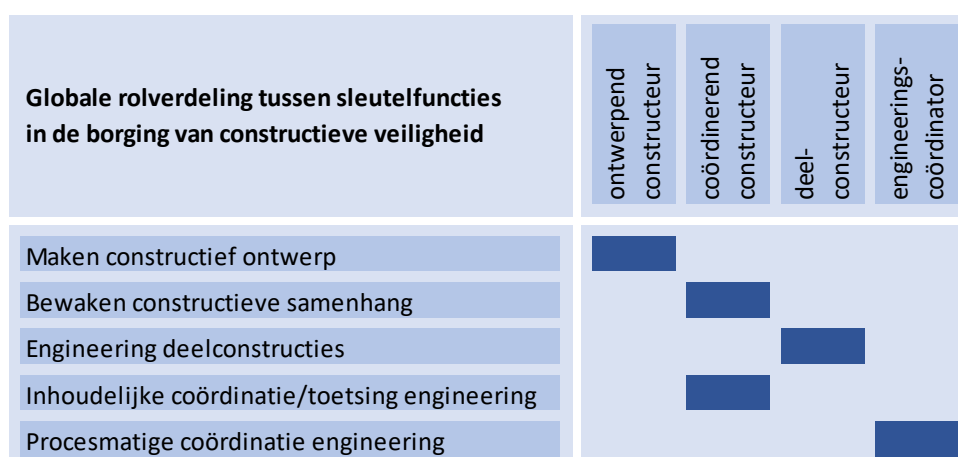 Globale rolverdeling tussen sleutelfuncties
in de borging van constructieve veiligheid
ontwerpend
constructeur
coördinerend
constructeur
deel-
constructeur
engineerings-
coördinator
Maken constructief ontwerp
Bewaken constructieve samenhang
Engineering deelconstructies
Inhoudelijke coördinatie/toetsing engineering
Procesmatige coördinatie engineering